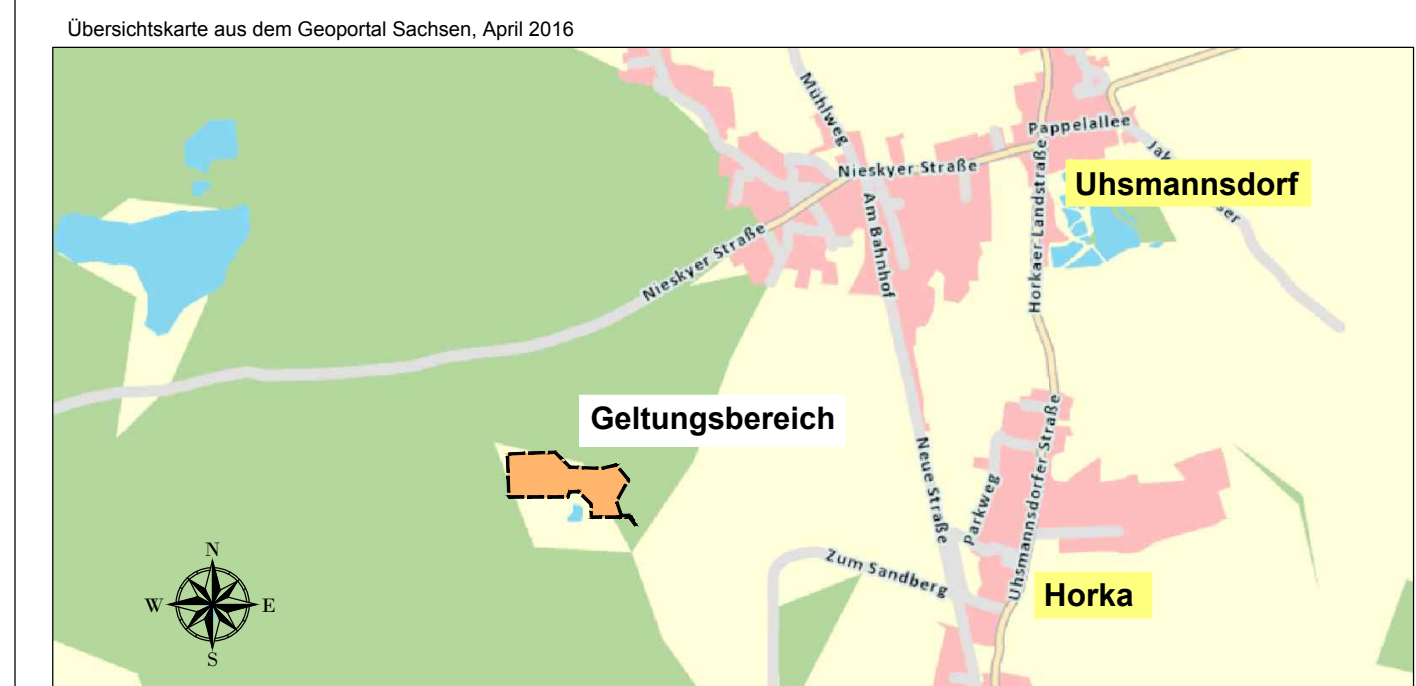 Übersichtskarte aus dem Geoportal Sachsen, April 2016
Mühlweg
Pappelallee
Nieskyer Straße
Uhsmannsdorf
Am Bahnhof
Horkaer Landstraße
Nieskyer Straße
Geltungsbereich
Neue Straße
Parkweg
Uhsmannsdorfer Straße
Zum Sandberg
Horka
N
W
E
S